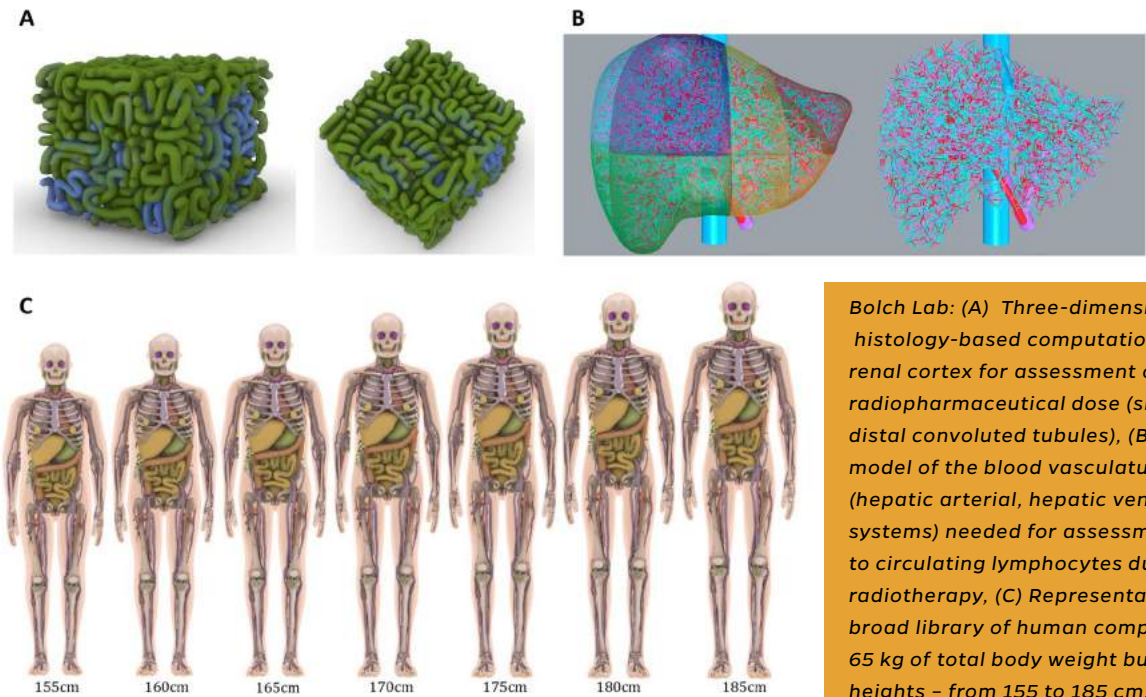 A
B
C
155cm
160cm
165cm
170cm
175cm
180cm
185cm
Bolch Lab: (A) Three-dimensi
histology-based computatio
renal cortex for assessment
radiopharmaceutical dose (s
distal convoluted tubules), (B
model of the blood vasculatu
(hepatic arterial, hepatic ven
systems) needed for assessm
to circulating lymphocytes du
radiotherapy, (C) Representa
broad library of human comp
65 kg of total body weight bu
heights – from 155 to 185 cm